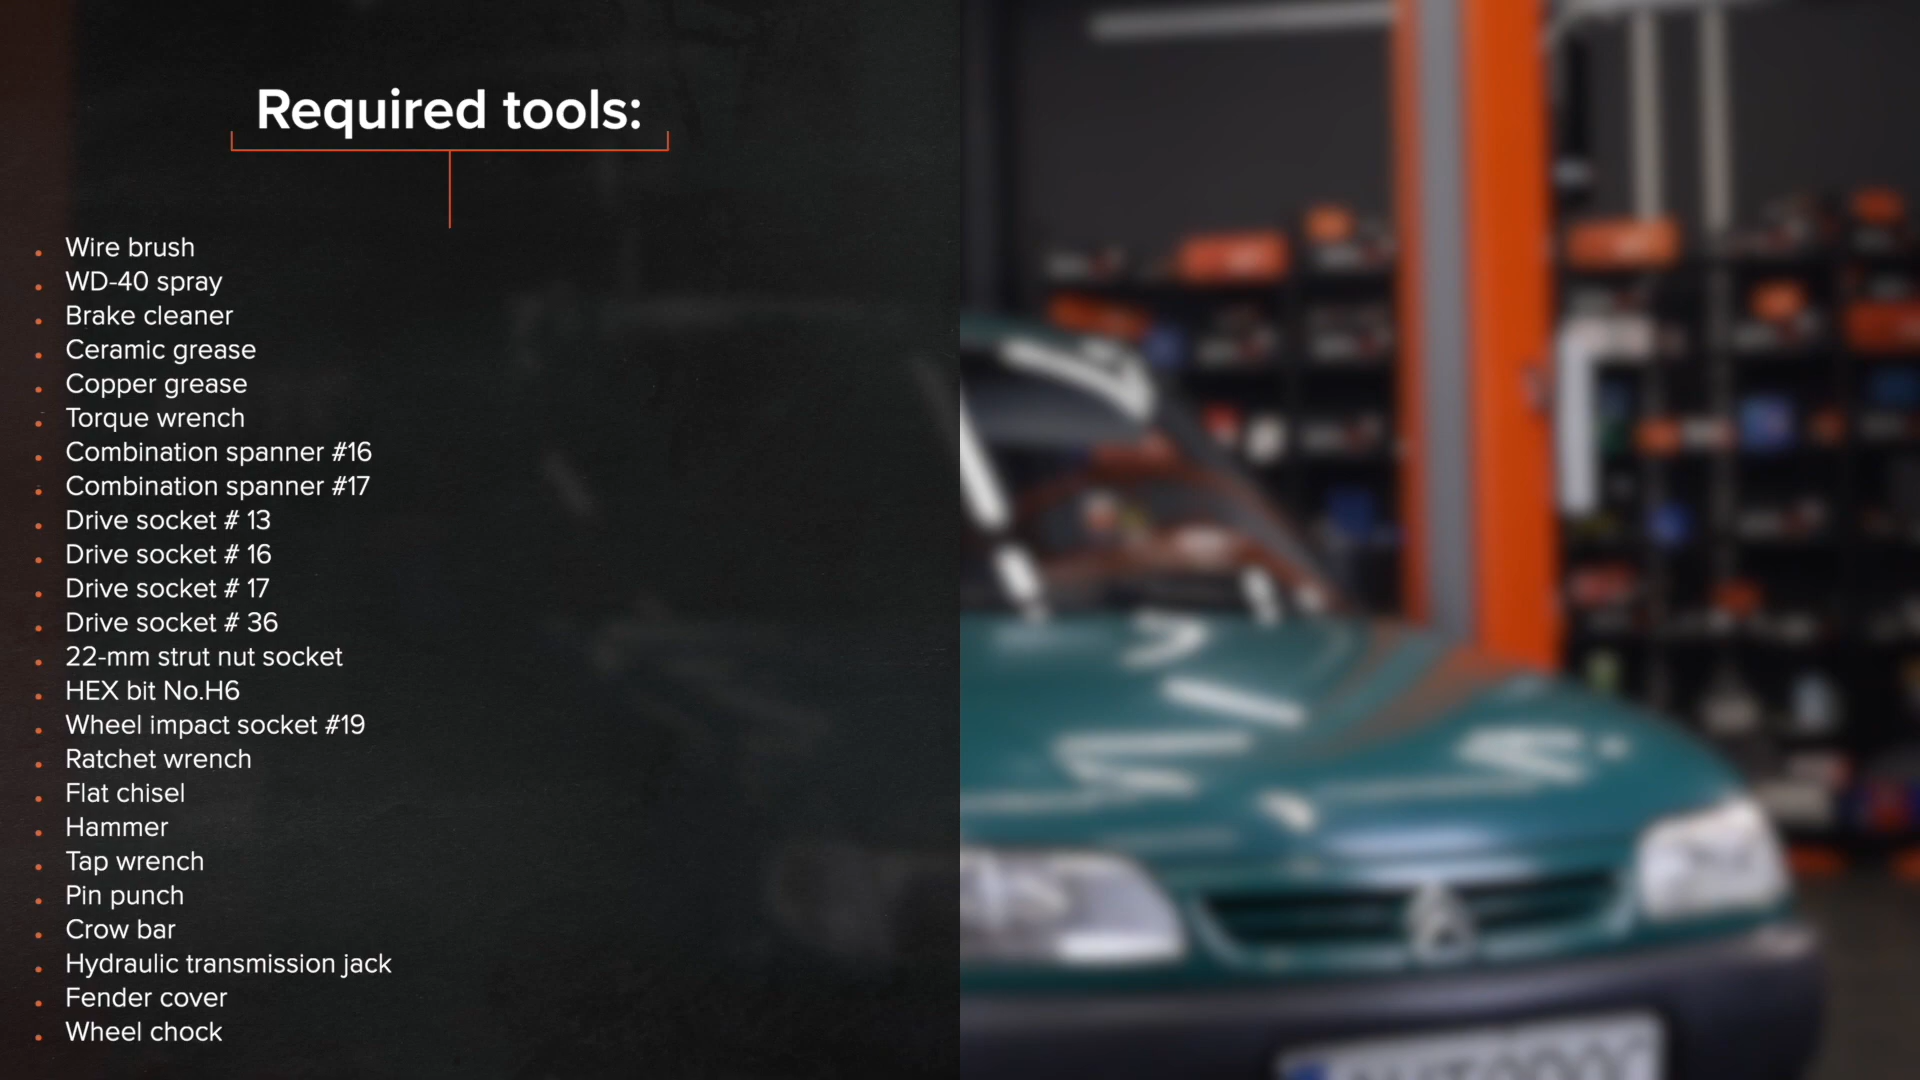 Required tools:
Wire brush
WD-40 spray
Brake cleaner
Ceramic grease
Copper grease
Torque wrench
Combination spanner #16
Combination spanner #17
Drive socket # 13
Drive socket # 16
Drive socket # 17
Drive socket # 36
22-mm strut nut socket
HEX bit No.H6
Wheel impact socket #19
Ratchet wrench
Flat chisel
Hammer
Tap wrench
Pin punch
Crow bar
Hydraulic transmission jack
Fender cover
Wheel chock